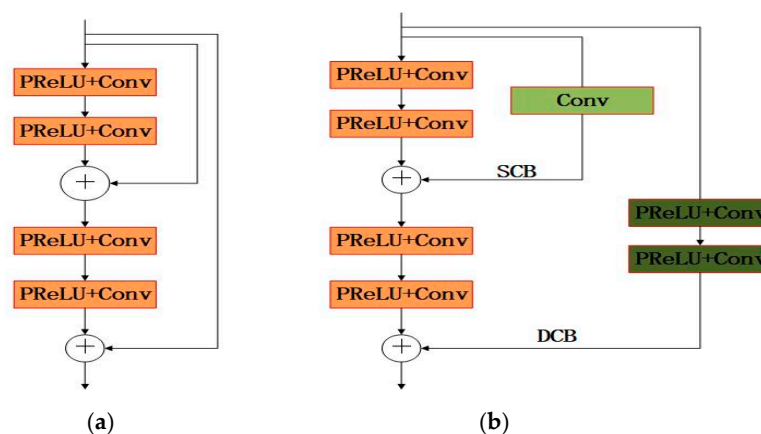 PReLU+Conv
PReLU+Conv
+
PReLU+Conv
PReLU+Conv
+
(a)
PReLU+Conv
Conv
PReLU+Conv
+
SCB
PReLU+Conv
PReLU+Conv
PReLU+Conv
PReLU+Conv
+
DCB
(b)